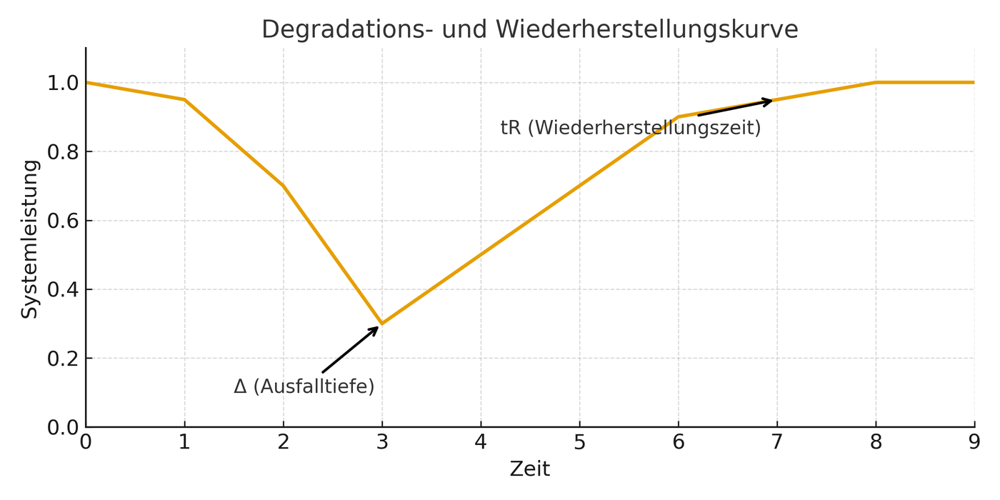 Degradations- und Wiederherstellungskurve
1.0
0.8
0.6
0.4
0.2
0.0
Systemleistung
tR (Wiederherstellungszeit)
Δ (Ausfalltiefe)
0 1 2 3 4 5 6 7 8 9
Zeit